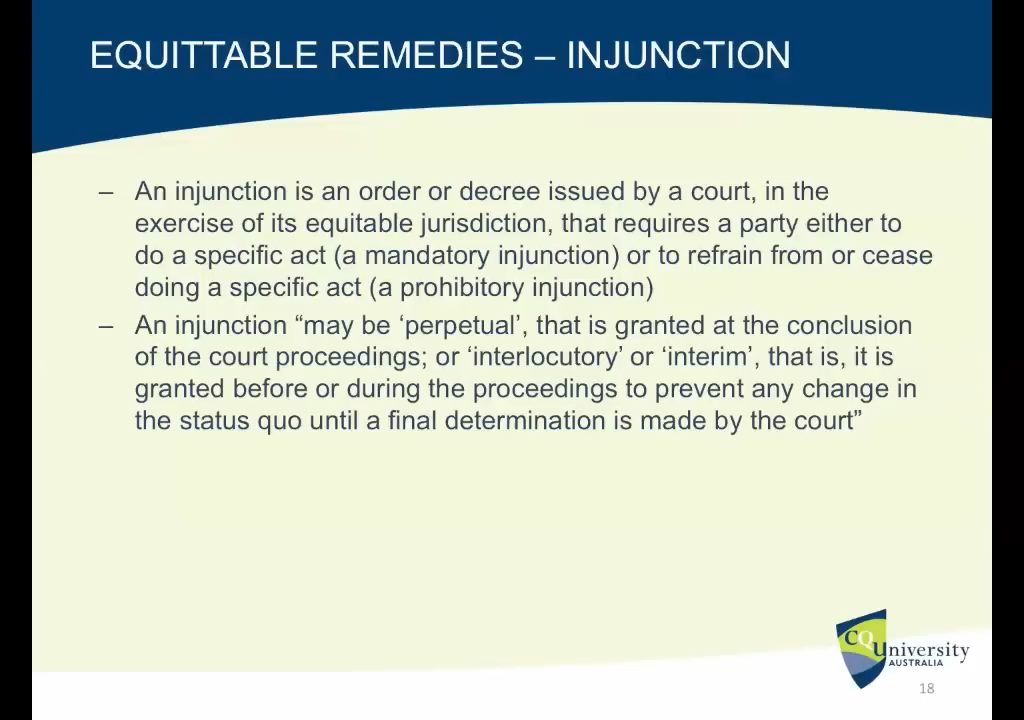 EQUITTABLE REMEDIES – INJUNCTION
– An injunction is an order or decree issued by a court, in the
exercise of its equitable jurisdiction, that requires a party either to
do a specific act (a mandatory injunction) or to refrain from or cease
doing a specific act (a prohibitory injunction)
– An injunction “may be ‘perpetual’, that is granted at the conclusion
of the court proceedings; or ‘interlocutory’ or ‘interim’, that is, it is
granted before or during the proceedings to prevent any change in
the status quo until a final determination is made by the court”
CQUniversity
AUSTRALIA
18